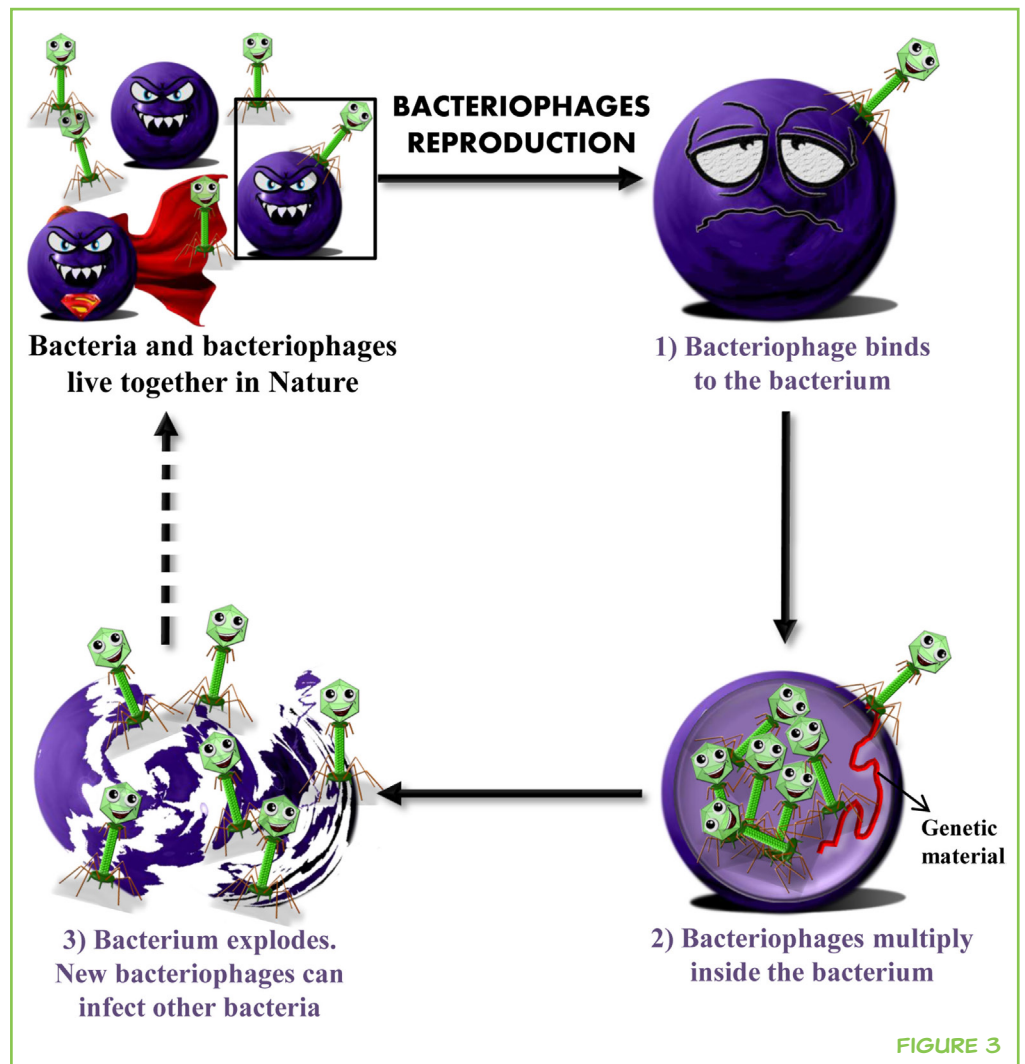 BACTERIOPHAGES
REPRODUCTION
Bacteria and bacteriophages
live together in Nature
1) Bacteriophage binds
to the bacterium
Genetic
material
2) Bacteriophages multiply
inside the bacterium
3) Bacterium explodes.
New bacteriophages can
infect other bacteria
FIGURE 3